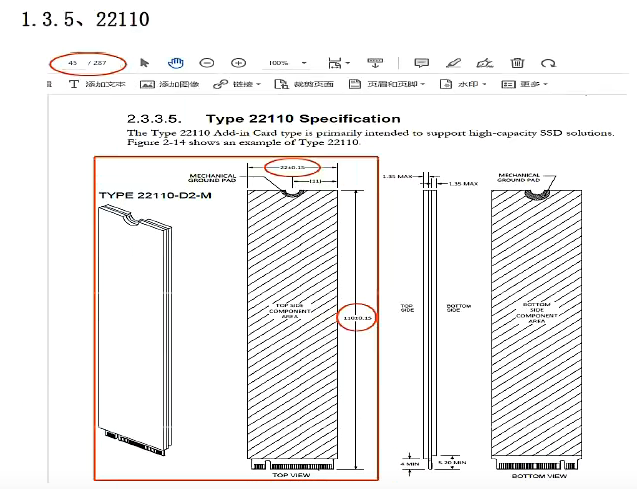 1.3.5、22110
45 / 237
100%
添加文本 添加图像 链接 裁剪页面 页眉和页脚 水印 更多
2.3.3.5. Type 22110 Specification
The Type 22110 Add-in Card type is primarily intended to support high-capacity SSD solutions.
Figure 2-14 shows an example of Type 22110.
TYPE 22110-D2-M
MECHANICAL
GROUND PAD
22±0.15
(11)
TOP SIDE
COMPONENT
AREA
110±0.15
TOP VIEW
1.35 MAX
1.35 MAX
TOP
SIDE
BOTTOM
SIDE
4 MIN
5.20 MIN
MECHANICAL
GROUND PAD
BOTTOM
SIDE
COMPONENT
AREA
BOTTOM VIEW